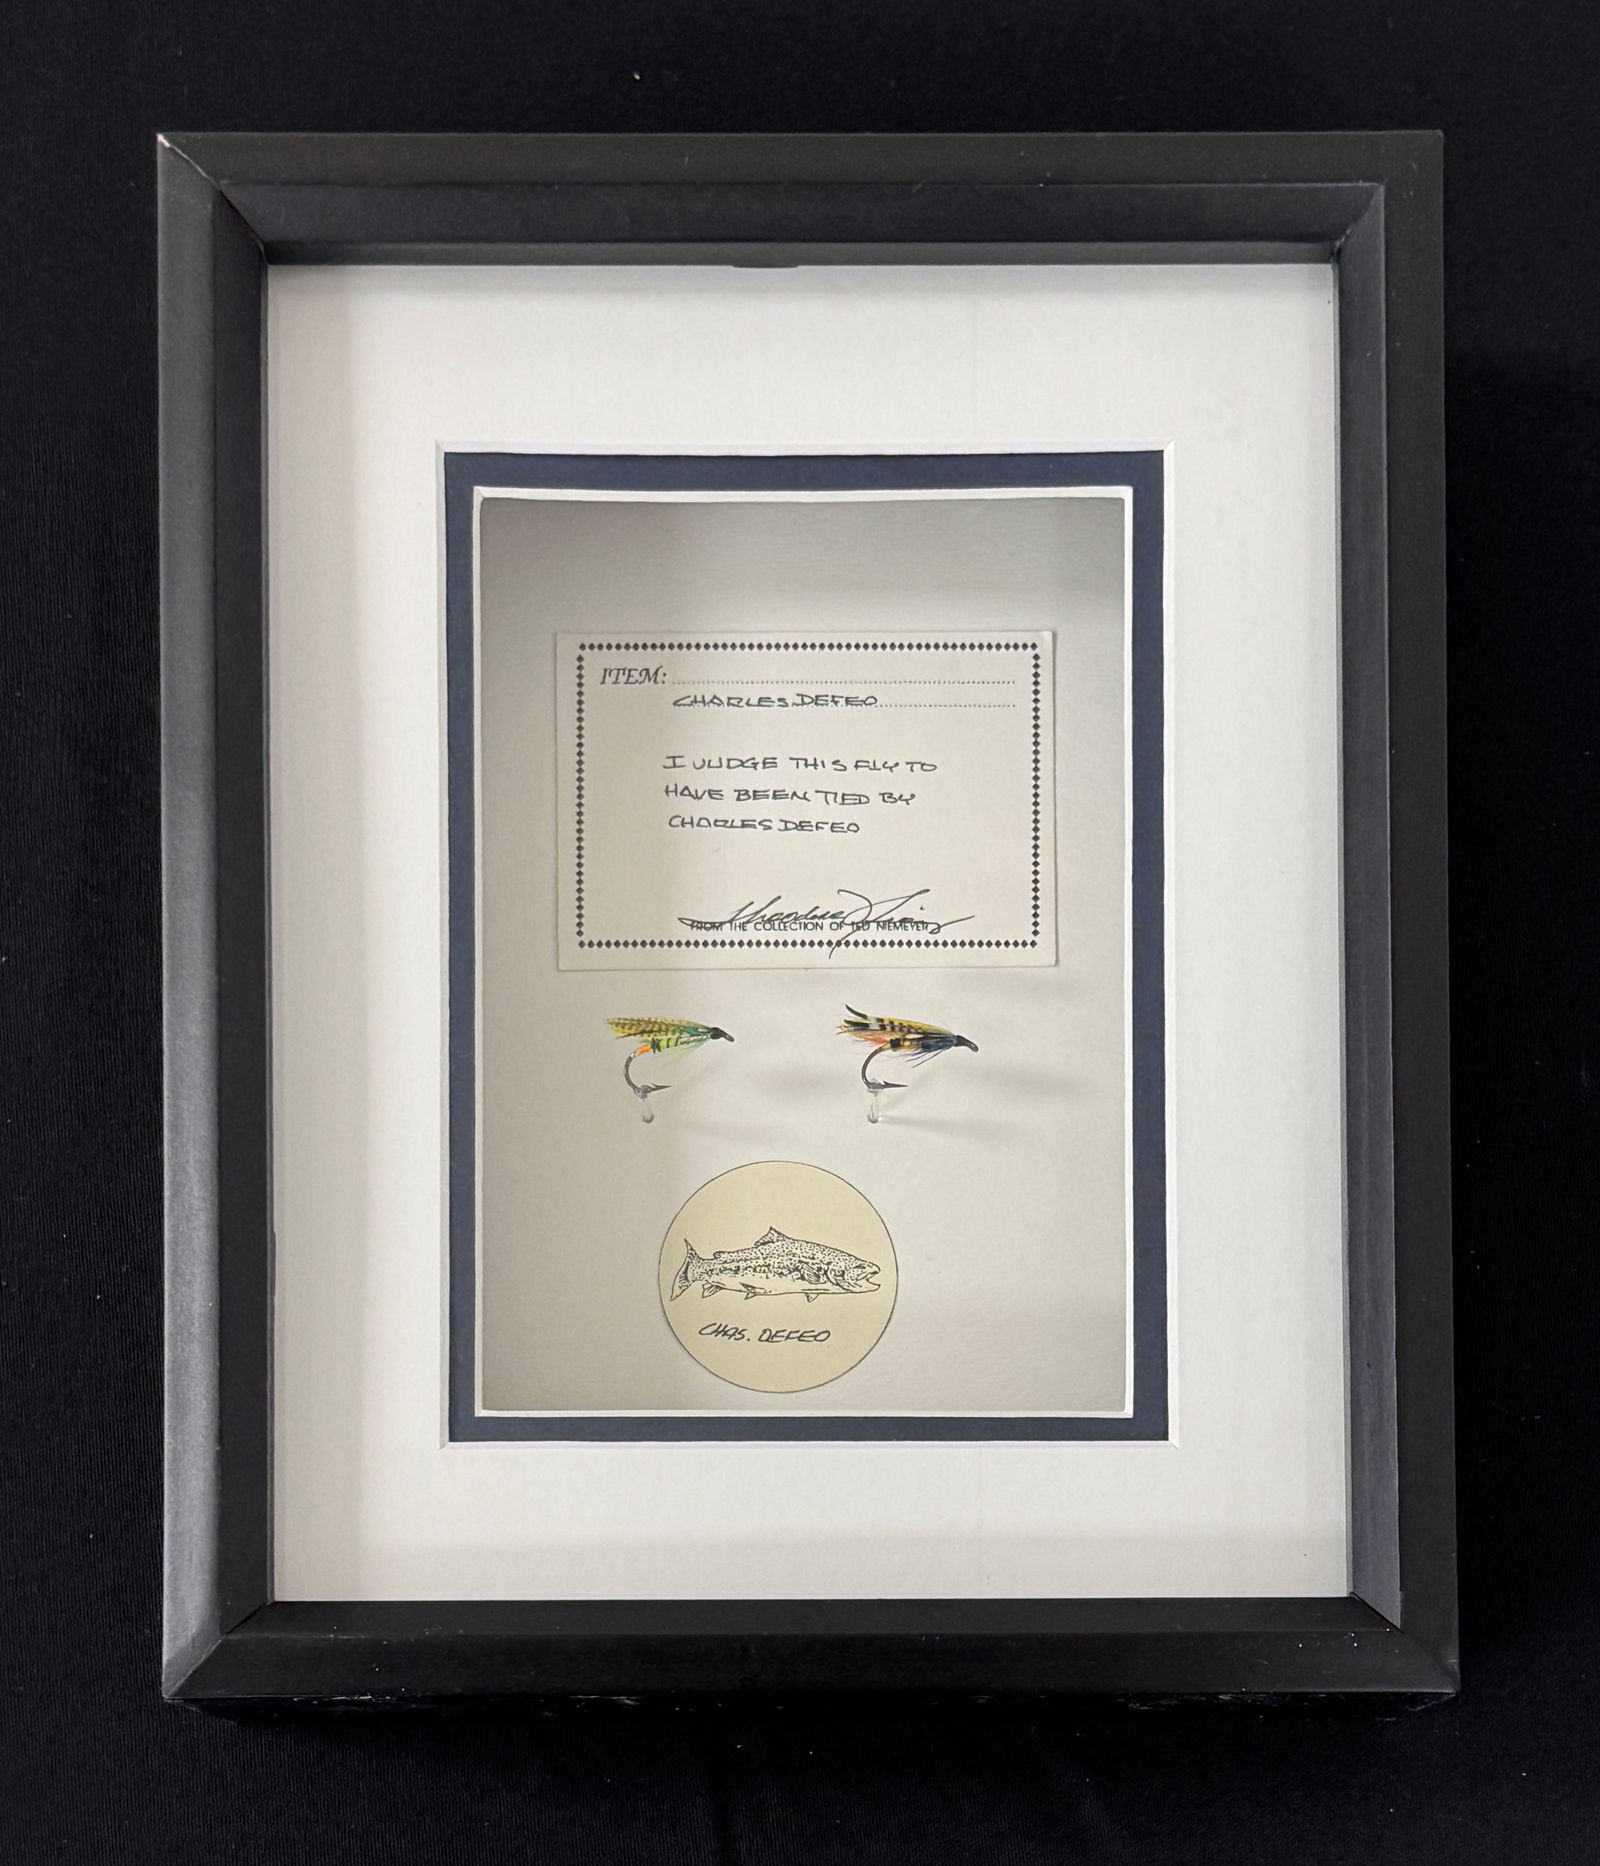 ITEM:
CHARLES DEFEO
I JUDGE THIS FLY TO
HAVE BEEN TIED BY
CHARLES DEFEO
FROM THE COLLECTION OF TED NIEMEYER
CHAS. DEFEO